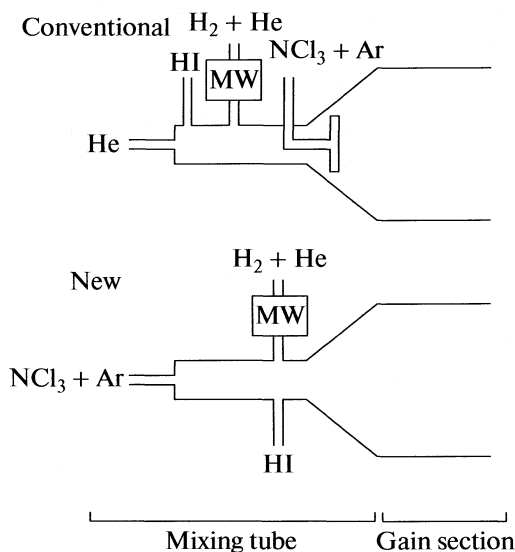 Conventional H₂ + He
NCl₃ + Ar
HI
MW
He
H₂ + He
New
MW
NCl₃ + Ar
HI
Mixing tube Gain section